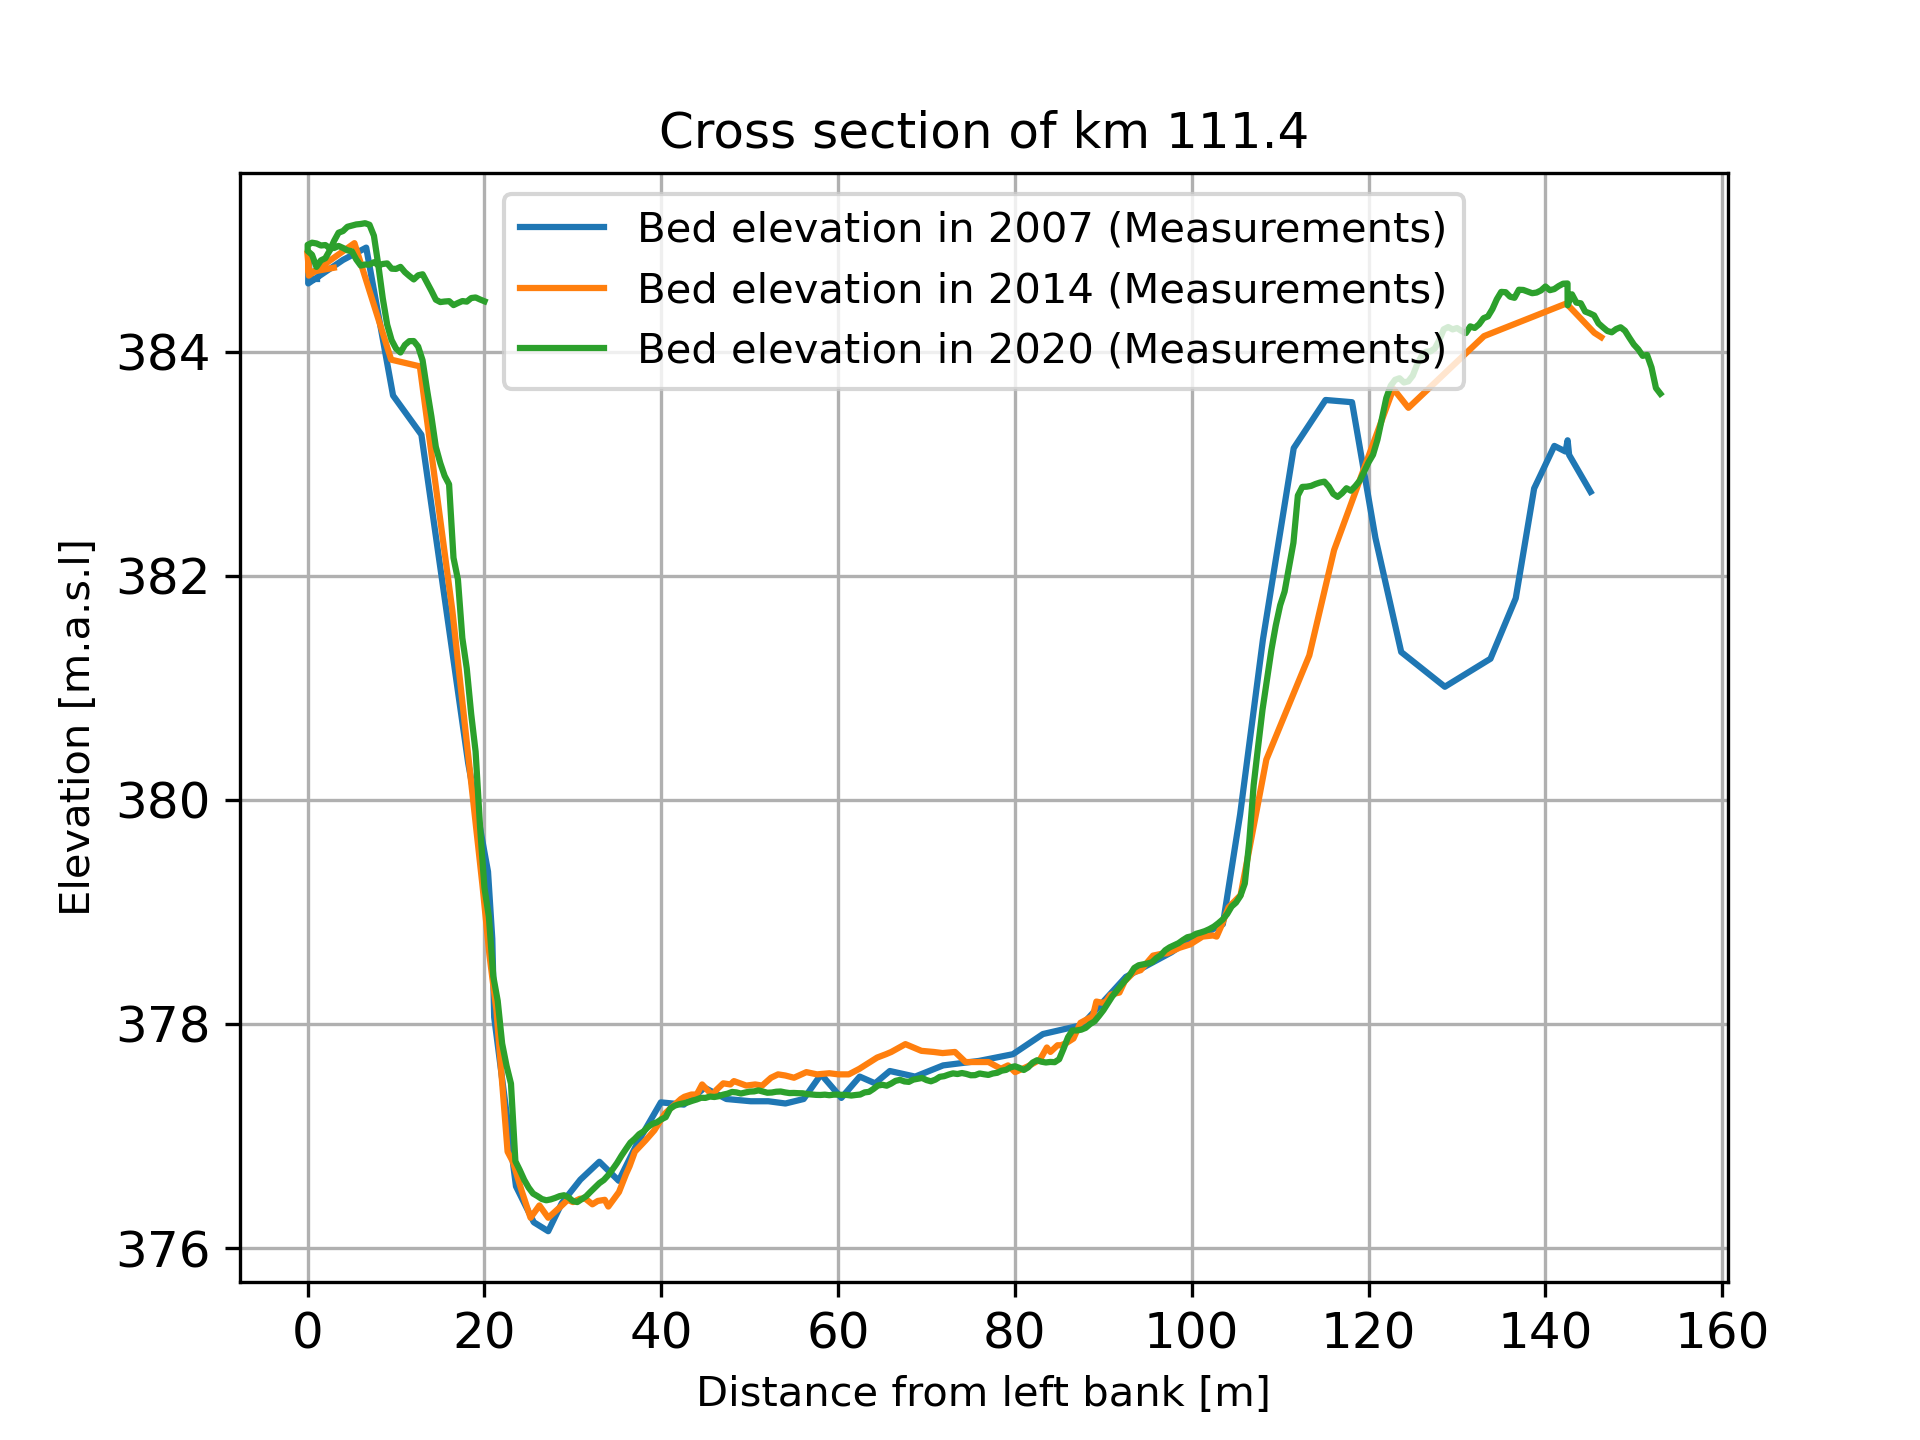 Cross section of km 111.4
Bed elevation in 2007 (Measurements)
Bed elevation in 2014 (Measurements)
Bed elevation in 2020 (Measurements)
Elevation [m.a.s.l]
384
382
380
378
376
0 20 40 60 80 100 120 140 160
Distance from left bank [m]